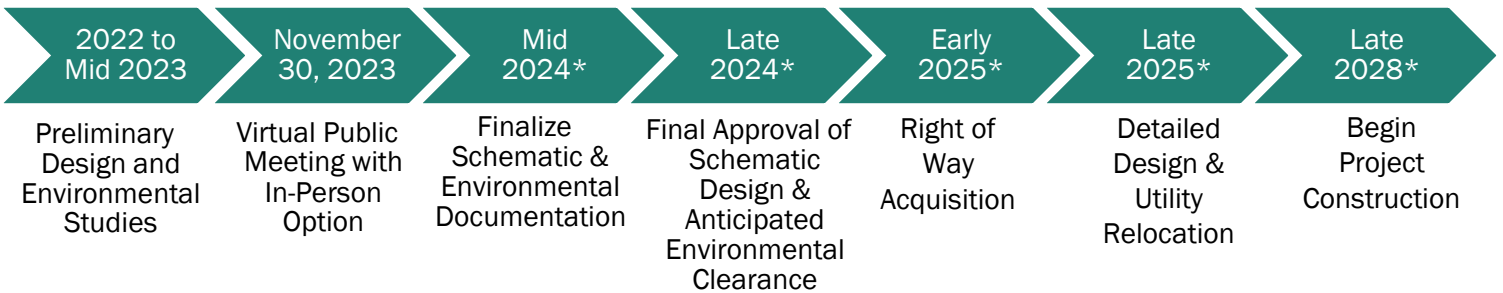 2022 to
Mid 2023
November
30, 2023
Mid
2024*
Late
2024*
Early
2025*
Late
2025*
Late
2028*
Preliminary
Design and
Environmental
Studies
Virtual Public
Meeting with
In-Person
Option
Finalize
Schematic &
Environmental
Documentation
Final Approval of
Schematic
Design &
Anticipated
Environmental
Clearance
Right of
Way
Acquisition
Detailed
Design &
Utility
Relocation
Begin
Project
Construction